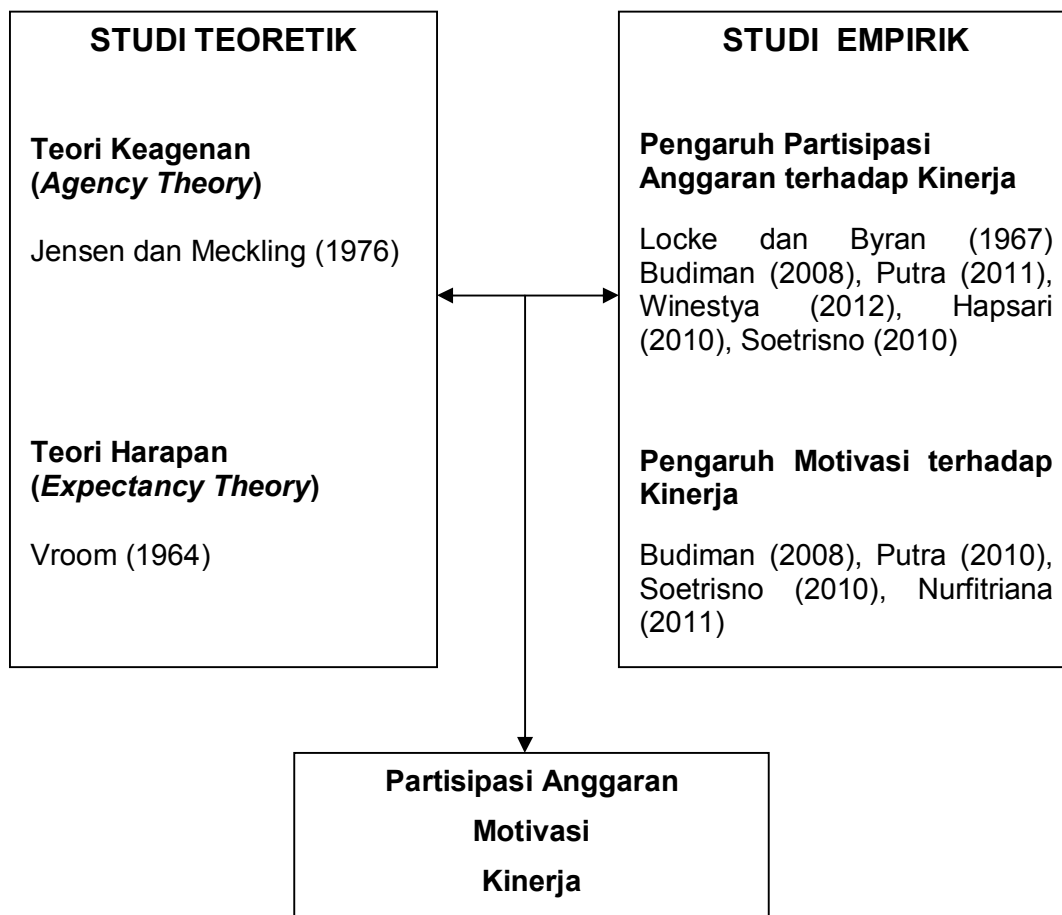 STUDI TEORETIK
Teori Keagenan
(Agency Theory)
Jensen dan Meckling (1976)
Teori Harapan
(Expectancy Theory)
Vroom (1964)
STUDI EMPIRIK
Pengaruh Partisipasi
Anggaran terhadap Kinerja
Locke dan Byran (1967)
Budiman (2008), Putra (2011),
Winestya (2012), Hapsari
(2010), Soetrisno (2010)
Pengaruh Motivasi terhadap
Kinerja
Budiman (2008), Putra (2010),
Soetrisno (2010), Nurfitriana
(2011)
Partisipasi Anggaran
Motivasi
Kinerja